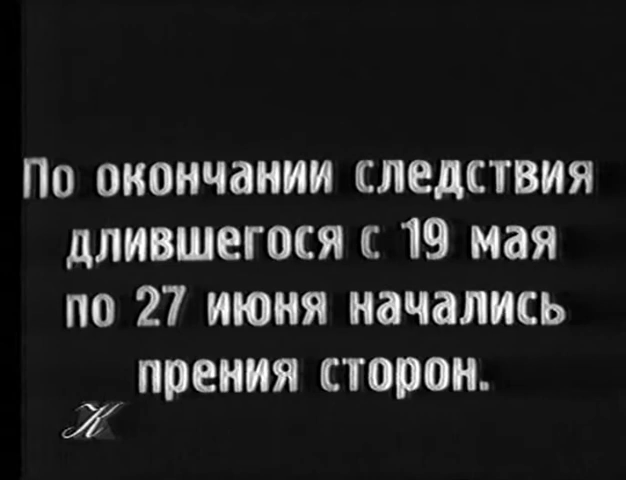 По окончании следствия
длившегося с 19 мая
по 27 июня начались
прения сторон.
К